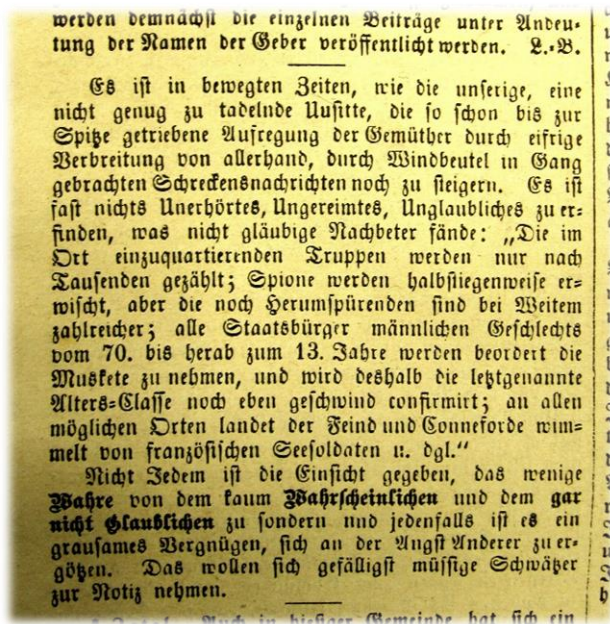 werden demnächst die einzelnen Beiträge unter Andeu-
tung der Namen der Geber veröffentlicht werden. L.-B.
Es ist in bewegten Zeiten, wie die unserige, eine
nicht genug zu tadelnde Unsitte, die so schon bis zur
Spitze getriebene Aufregung der Gemüther durch eifrige
Verbreitung von allerhand, durch Windbeutel in Gang
gebrachten Schreckensnachrichten noch zu steigern. Es ist
fast nichts Unerhörtes, Ungereimtes, Unglaubliches zu er-
finden, was nicht gläubige Nachbeter fände: „Die im
Ort einzuquartierenden Truppen werden nur nach
Tausenden gezählt; Spione werden halbstiegenweise er-
wischt, aber die noch Herumspürenden sind bei Weitem
zahlreicher; alle Staatsbürger männlichen Geschlechts
vom 70. bis herab zum 13. Jahre werden beordert die
Muskete zu nehmen, und wird deshalb die letztgenannte
Alters-Classe noch eben geschwind confirmirt; an allen
möglichen Orten landet der Feind und Conneforde wim-
melt von französischen Seesoldaten u. dgl.“
Nicht Jedem ist die Einsicht gegeben, das wenige
Wahre von dem kaum Wahrscheinlichen und dem gar
nicht Glaublichen zu sondern und jedenfalls ist es ein
grausames Vergnügen, sich an der Angst Anderer zu er-
götzen. Das wollen sich gefälligst müssige Schwätzer
zur Notiz nehmen.
Auch in hiesiger Gemeinde hat sich ein